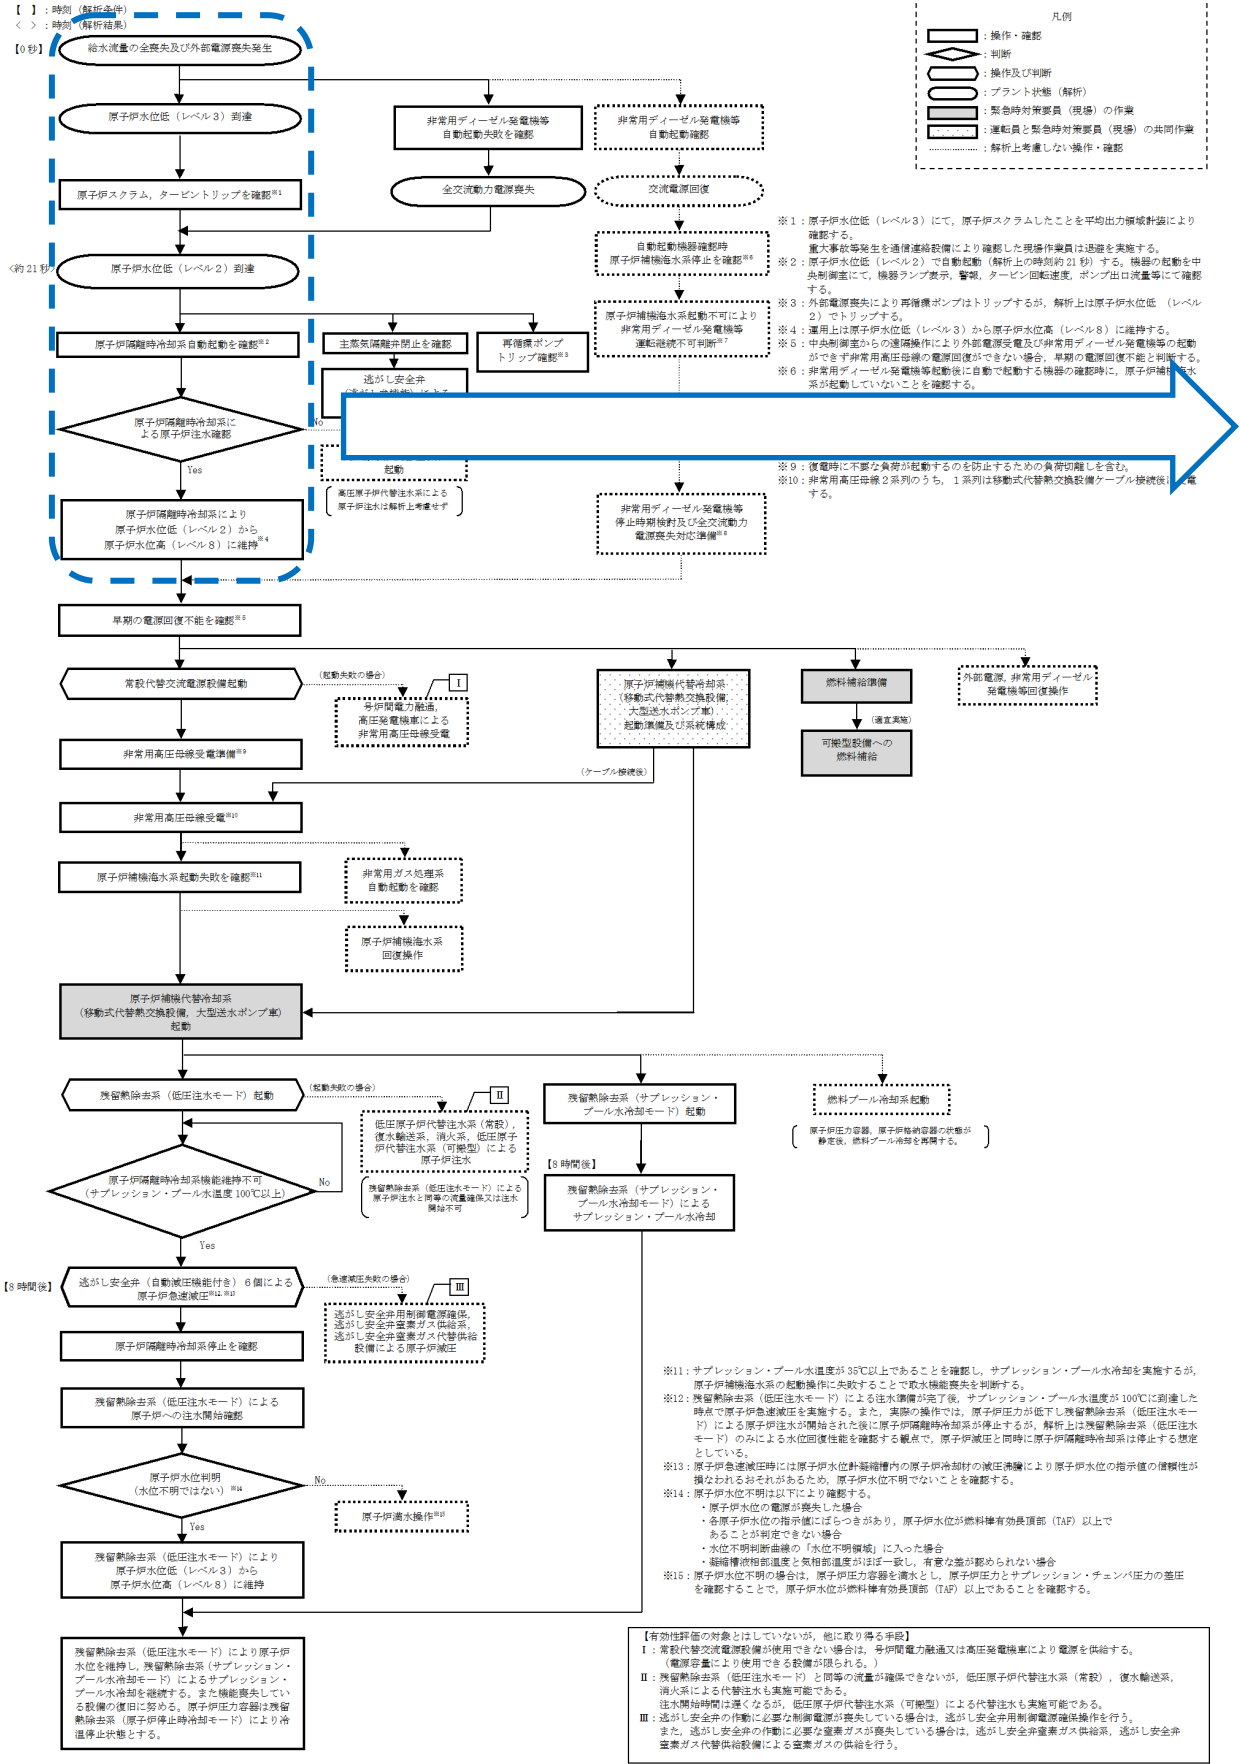 【　】：時刻（解析条件）
＜　＞：時刻（解析結果）
【0秒】
給水流量の全喪失及び外部電源喪失発生
原子炉水位低（レベル３）到達
原子炉スクラム，タービントリップを確認※1
<約21秒>
原子炉水位低（レベル２）到達
原子炉隔離時冷却系自動起動を確認※2
原子炉隔離時冷却系に
よる原子炉注水確認
No
Yes
原子炉隔離時冷却系により
原子炉水位低（レベル２）から
原子炉水位高（レベル８）に維持※4
非常用ディーゼル発電機等
自動起動失敗を確認
全交流動力電源喪失
主蒸気隔離弁閉止を確認
逃がし安全弁
再循環ポンプ
トリップ確認※3
起動
高圧原子炉代替注水系による
原子炉注水は解析上考慮せず
非常用ディーゼル発電機等
自動起動確認
交流電源回復
自動起動機器確認時
原子炉補機海水系停止を確認※6
原子炉補機海水系起動不可により
非常用ディーゼル発電機等
運転継続不可判断※7
非常用ディーゼル発電機等
停止時期検討及び全交流動力
電源喪失対応準備※8
凡例
：操作・確認
：判断
：操作及び判断
：プラント状態（解析）
：緊急時対策要員（現場）の作業
：運転員と緊急時対策要員（現場）の共同作業
：解析上考慮しない操作・確認
※１：原子炉水位低（レベル３）にて，原子炉スクラムしたことを平均出力領域計装により
確認する。
重大事故等発生を通信連絡設備により確認した現場作業員は退避を実施する。
※２：原子炉水位低（レベル２）で自動起動（解析上の時刻約21秒）する。機器の起動を中
央制御室にて，機器ランプ表示，警報，タービン回転速度，ポンプ出口流量等にて確認
する。
※３：外部電源喪失により再循環ポンプはトリップするが，解析上は原子炉水位低　（レベル
２）でトリップする。
※４：運用上は原子炉水位低（レベル３）から原子炉水位高（レベル８）に維持する。
※５：中央制御室からの遠隔操作により外部電源受電及び非常用ディーゼル発電機等の起動
ができず非常用高圧母線の電源回復ができない場合，早期の電源回復不能と判断する。
※６：非常用ディーゼル発電機等起動後に自動で起動する機器の確認時に，原子炉補機海水
系が起動していないことを確認する。
※９：復電時に不要な負荷が起動するのを防止するための負荷切離しを含む。
※10：非常用高圧母線２系列のうち，１系列は移動式代替熱交換設備ケーブル接続後に受電
する。
早期の電源回復不能を確認※5
常設代替交流電源設備起動
（起動失敗の場合）
Ⅰ
号炉間電力融通，
高圧発電機車による
非常用高圧母線受電
原子炉補機代替冷却系
（移動式代替熱交換設備，
大型送水ポンプ車）
起動準備及び系統構成
燃料補給準備
（適宜実施）
可搬型設備への
燃料補給
外部電源，非常用ディーゼル
発電機等回復操作
非常用高圧母線受電準備※9
（ケーブル接続後）
非常用高圧母線受電※10
原子炉補機海水系起動失敗を確認※11
非常用ガス処理系
自動起動を確認
原子炉補機海水系
回復操作
原子炉補機代替冷却系
（移動式代替熱交換設備，大型送水ポンプ車）
起動
残留熱除去系（低圧注水モード）起動
（起動失敗の場合）
Ⅱ
低圧原子炉代替注水系（常設），
復水輸送系，消火系，低圧原子
炉代替注水系（可搬型）による
原子炉注水
残留熱除去系（低圧注水モード）による
原子炉注水と同等の流量確保又は注水
開始不可
残留熱除去系（サプレッション・
プール水冷却モード）起動
【8時間後】
残留熱除去系（サプレッション・
プール水冷却モード）による
サプレッション・プール水冷却
燃料プール冷却系起動
原子炉圧力容器，原子炉格納容器の状態が
静定後，燃料プール冷却を再開する。
原子炉隔離時冷却系機能維持不可
（サプレッション・プール水温度100℃以上）
No
Yes
【8時間後】
逃がし安全弁（自動減圧機能付き）６個による
原子炉急速減圧※12,※13
（急速減圧失敗の場合）
Ⅲ
逃がし安全弁用制御電源確保，
逃がし安全弁窒素ガス供給系，
逃がし安全弁窒素ガス代替供給
設備による原子炉減圧
原子炉隔離時冷却系停止を確認
残留熱除去系（低圧注水モード）による
原子炉への注水開始確認
原子炉水位判明
（水位不明ではない）※14
No
原子炉満水操作※15
Yes
残留熱除去系（低圧注水モード）により
原子炉水位低（レベル３）から
原子炉水位高（レベル８）に維持
残留熱除去系（低圧注水モード）により原子炉
水位を維持し，残留熱除去系（サプレッション・
プール水冷却モード）によるサプレッション・
プール水冷却を継続する。また機能喪失してい
る設備の復旧に努める。原子炉圧力容器は残留
熱除去系（原子炉停止時冷却モード）により冷
温停止状態とする。
※11：サプレッション・プール水温度が35℃以上であることを確認し，サプレッション・プール水冷却を実施するが，
原子炉補機海水系の起動操作に失敗することで取水機能喪失を判断する。
※12：残留熱除去系（低圧注水モード）による注水準備が完了後，サプレッション・プール水温度が100℃に到達した
時点で原子炉急速減圧を実施する。また，実際の操作では，原子炉圧力が低下し残留熱除去系（低圧注水モー
ド）による原子炉注水が開始された後に原子炉隔離時冷却系が停止するが，解析上は残留熱除去系（低圧注水
モード）のみによる水位回復性能を確認する観点で，原子炉減圧と同時に原子炉隔離時冷却系は停止する想定
としている。
※13：原子炉急速減圧時には原子炉水位計凝縮槽内の原子炉冷却材の減圧沸騰により原子炉水位の指示値の信頼性が
損なわれるおそれがあるため，原子炉水位不明でないことを確認する。
※14：原子炉水位不明は以下により確認する。
・原子炉水位の電源が喪失した場合
・各原子炉水位の指示値にばらつきがあり，原子炉水位が燃料棒有効長頂部（TAF）以上で
あることが判定できない場合
・水位不明判断曲線の「水位不明領域」に入った場合
・凝縮槽液相部温度と気相部温度がほぼ一致し，有意な差が認められない場合
※15：原子炉水位不明の場合は，原子炉圧力容器を満水とし，原子炉圧力とサプレッション・チェンバ圧力の差圧
を確認することで，原子炉水位が燃料棒有効長頂部（TAF）以上であることを確認する。
【有効性評価の対象とはしていないが，他に取り得る手段】
Ⅰ：常設代替交流電源設備が使用できない場合は，号炉間電力融通又は高圧発電機車により電源を供給する。
（電源容量により使用できる設備が限られる。）
Ⅱ：残留熱除去系（低圧注水モード）と同等の流量が確保できないが，低圧原子炉代替注水系（常設），復水輸送系，
消火系による代替注水も実施可能である。
注水開始時間は遅くなるが，低圧原子炉代替注水系（可搬型）による代替注水も実施可能である。
Ⅲ：逃がし安全弁の作動に必要な制御電源が喪失している場合は，逃がし安全弁用制御電源確保操作を行う。
また，逃がし安全弁の作動に必要な窒素ガスが喪失している場合は，逃がし安全弁窒素ガス供給系，逃がし安全弁
窒素ガス代替供給設備による窒素ガスの供給を行う。